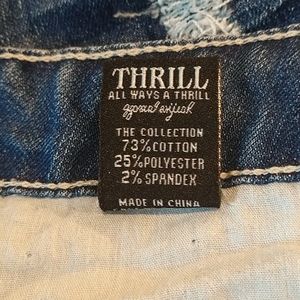 THRILL
ALL WAYS A THRILL
THE COLLECTION
73% COTTON
25% POLYESTER
2% SPANDEX
MADE IN CHINA